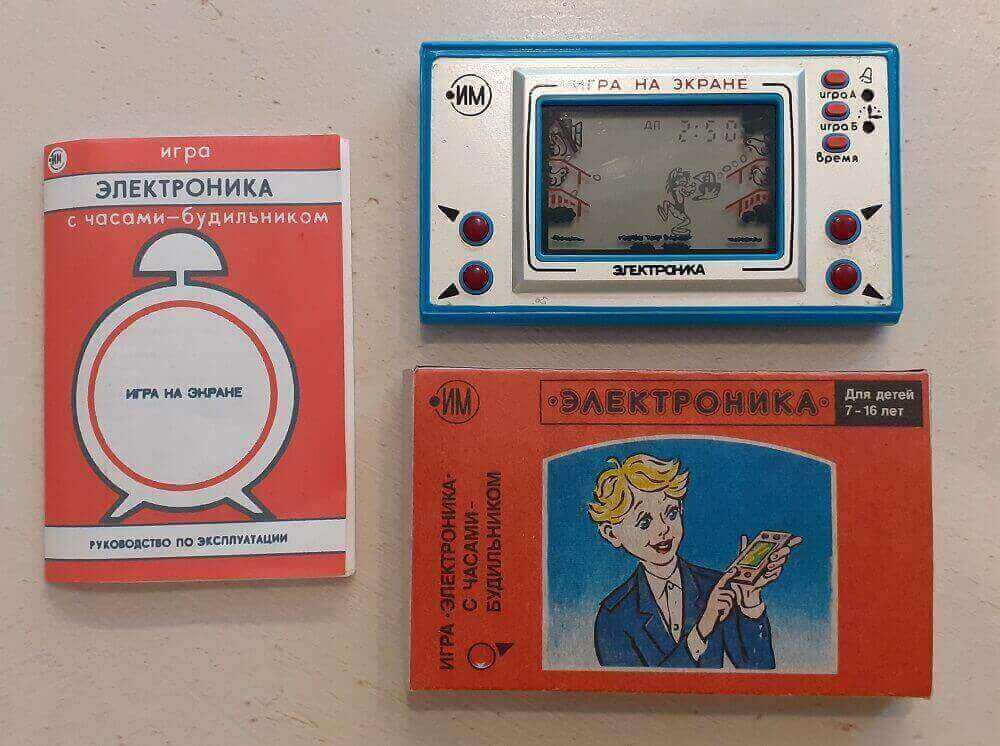 ИМ
игра
ЭЛЕКТРОНИКА
с часами–будильником
ИГРА НА ЭКРАНЕ
РУКОВОДСТВО ПО ЭКСПЛУАТАЦИИ
ИМ
ИГРА НА ЭКРАНЕ
игра А
игра Б
Время
ДП 2:50
ЭЛЕКТРОНИКА
ИМ
·ЭЛЕКТРОНИКА·
Для детей
7-16 лет
ИГРА·ЭЛЕКТРОНИКА·
С ЧАСАМИ-
БУДИЛЬНИКОМ